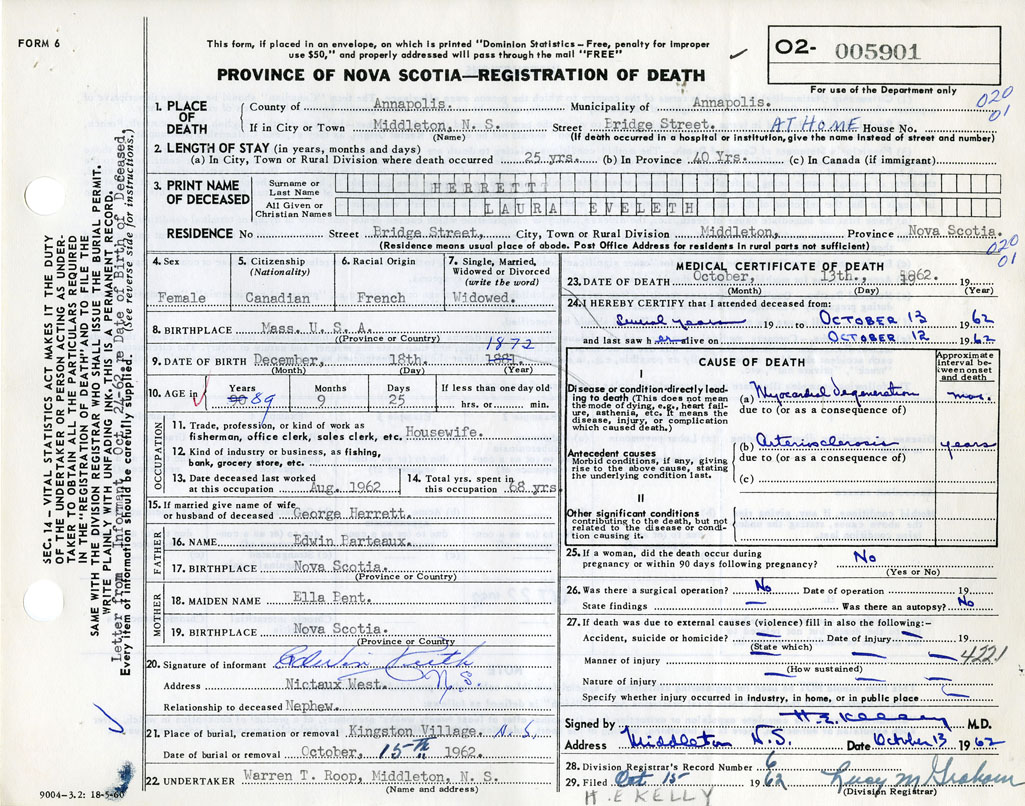 FORM 6
This form, if placed in an envelope, on which is printed "Dominion Statistics—Free, penalty for improper
use $50," and properly addressed will pass through the mail "FREE"
PROVINCE OF NOVA SCOTIA—REGISTRATION OF DEATH
02- 005901
For use of the Department only
020
01
1. PLACE OF DEATH
County of Annapolis. Municipality of Annapolis.
If in City or Town Middleton, N. S. Street Bridge Street. AT HOME House No.
(Name) (If death occurred in a hospital or institution, give the name instead of street and number)
2. LENGTH OF STAY (in years, months and days)
(a) In City, Town or Rural Division where death occurred 25 yrs. (b) In Province 40 Yrs. (c) In Canada (if immigrant)
3. PRINT NAME OF DECEASED
Surname or Last Name HERRETT
All Given or Christian Names LAURA EVELETH
RESIDENCE No Street Bridge Street, City, Town or Rural Division Middleton, Province Nova Scotia.
(Residence means usual place of abode. Post Office Address for residents in rural parts not sufficient)
020
01
4. Sex
Female
5. Citizenship
(Nationality)
Canadian
6. Racial Origin
French
7. Single, Married,
Widowed or Divorced
(write the word)
Widowed.
8. BIRTHPLACE Mass. U. S. A.
(Province or Country)
1872
9. DATE OF BIRTH December, 18th. 1881.
(Month) (Day) (Year)
10. AGE in
Years
90 89
Months
9
Days
25
If less than one day old
hrs. or min.
OCCUPATION
11. Trade, profession, or kind of work as
fisherman, office clerk, sales clerk, etc. Housewife.
12. Kind of industry or business, as fishing,
bank, grocery store, etc.
13. Date deceased last worked
at this occupation Aug. 1962
14. Total yrs. spent in
this occupation 68 yrs.
15. If married give name of wife
or husband of deceased George Herrett.
FATHER
16. NAME Edwin Parteaux.
17. BIRTHPLACE Nova Scotia.
(Province or Country)
MOTHER
18. MAIDEN NAME Ella Bent.
19. BIRTHPLACE Nova Scotia.
(Province or Country
20. Signature of informant
Address Nictaux West. N.S.
Relationship to deceased Nephew.
21. Place of burial, cremation or removal Kingston Village. N.S,
Date of burial or removal October, 15th 1962.
22. UNDERTAKER Warren T. Roop, Middleton, N. S.
(Name and address)
MEDICAL CERTIFICATE OF DEATH
23. DATE OF DEATH October, 13th., 1962. 19
(Month) (Day) (Year)
24. I HEREBY CERTIFY that I attended deceased from:
Several years 19 to OCTOBER 13 1962
and last saw her alive on OCTOBER 12 1962
CAUSE OF DEATH
Approximate interval between onset and death
I
Disease or condition directly leading to death (This does not mean the mode of dying, e.g., heart failure, asthenia, etc. It means the disease, injury, or complication which caused death.)
(a) Myocardial degeneration mos.
due to (or as a consequence of)
Antecedent causes
Morbid conditions, if any, giving rise to the above cause, stating the underlying condition last.
(b) Arteriosclerosis years
due to (or as a consequence of)
(c)
II
Other significant conditions
contributing to the death, but not related to the disease or condition causing it.
25. If a woman, did the death occur during
pregnancy or within 90 days following pregnancy? No
(Yes or No)
26. Was there a surgical operation? No Date of operation 19
State findings — Was there an autopsy? No
27. If death was due to external causes (violence) fill in also the following:—
Accident, suicide or homicide? — Date of injury — 19
(State which)
Manner of injury — — — 4221
(How sustained)
Nature of injury — —
Specify whether injury occurred in industry, in home, or in public place
Signed by H. E. Kelley M.D.
Address Middleton N.S. Date October 13 1962
28. Division Registrar's Record Number 6
29. Filed Oct 15 1962 Lucy M Graham
(Division Registrar)
H. E KELLY
SEC. 14—VITAL STATISTICS ACT MAKES IT THE DUTY
OF THE UNDERTAKER OR PERSON ACTING AS UNDER-
TAKER "TO OBTAIN ALL THE PARTICULARS REQUIRED
IN THE "REGISTRATION OF DEATH" AND TO FILE THE
SAME WITH THE DIVISION REGISTRAR WHO SHALL ISSUE THE BURIAL PERMIT.
WRITE PLAINLY WITH UNFADING INK—THIS IS A PERMANENT RECORD.
Letter from Informant Oct. 24-62 re Date of Birth of Deceased.
Every item of information should be carefully supplied. (See reverse side for instructions.)
9004-3.2: 18-5-60